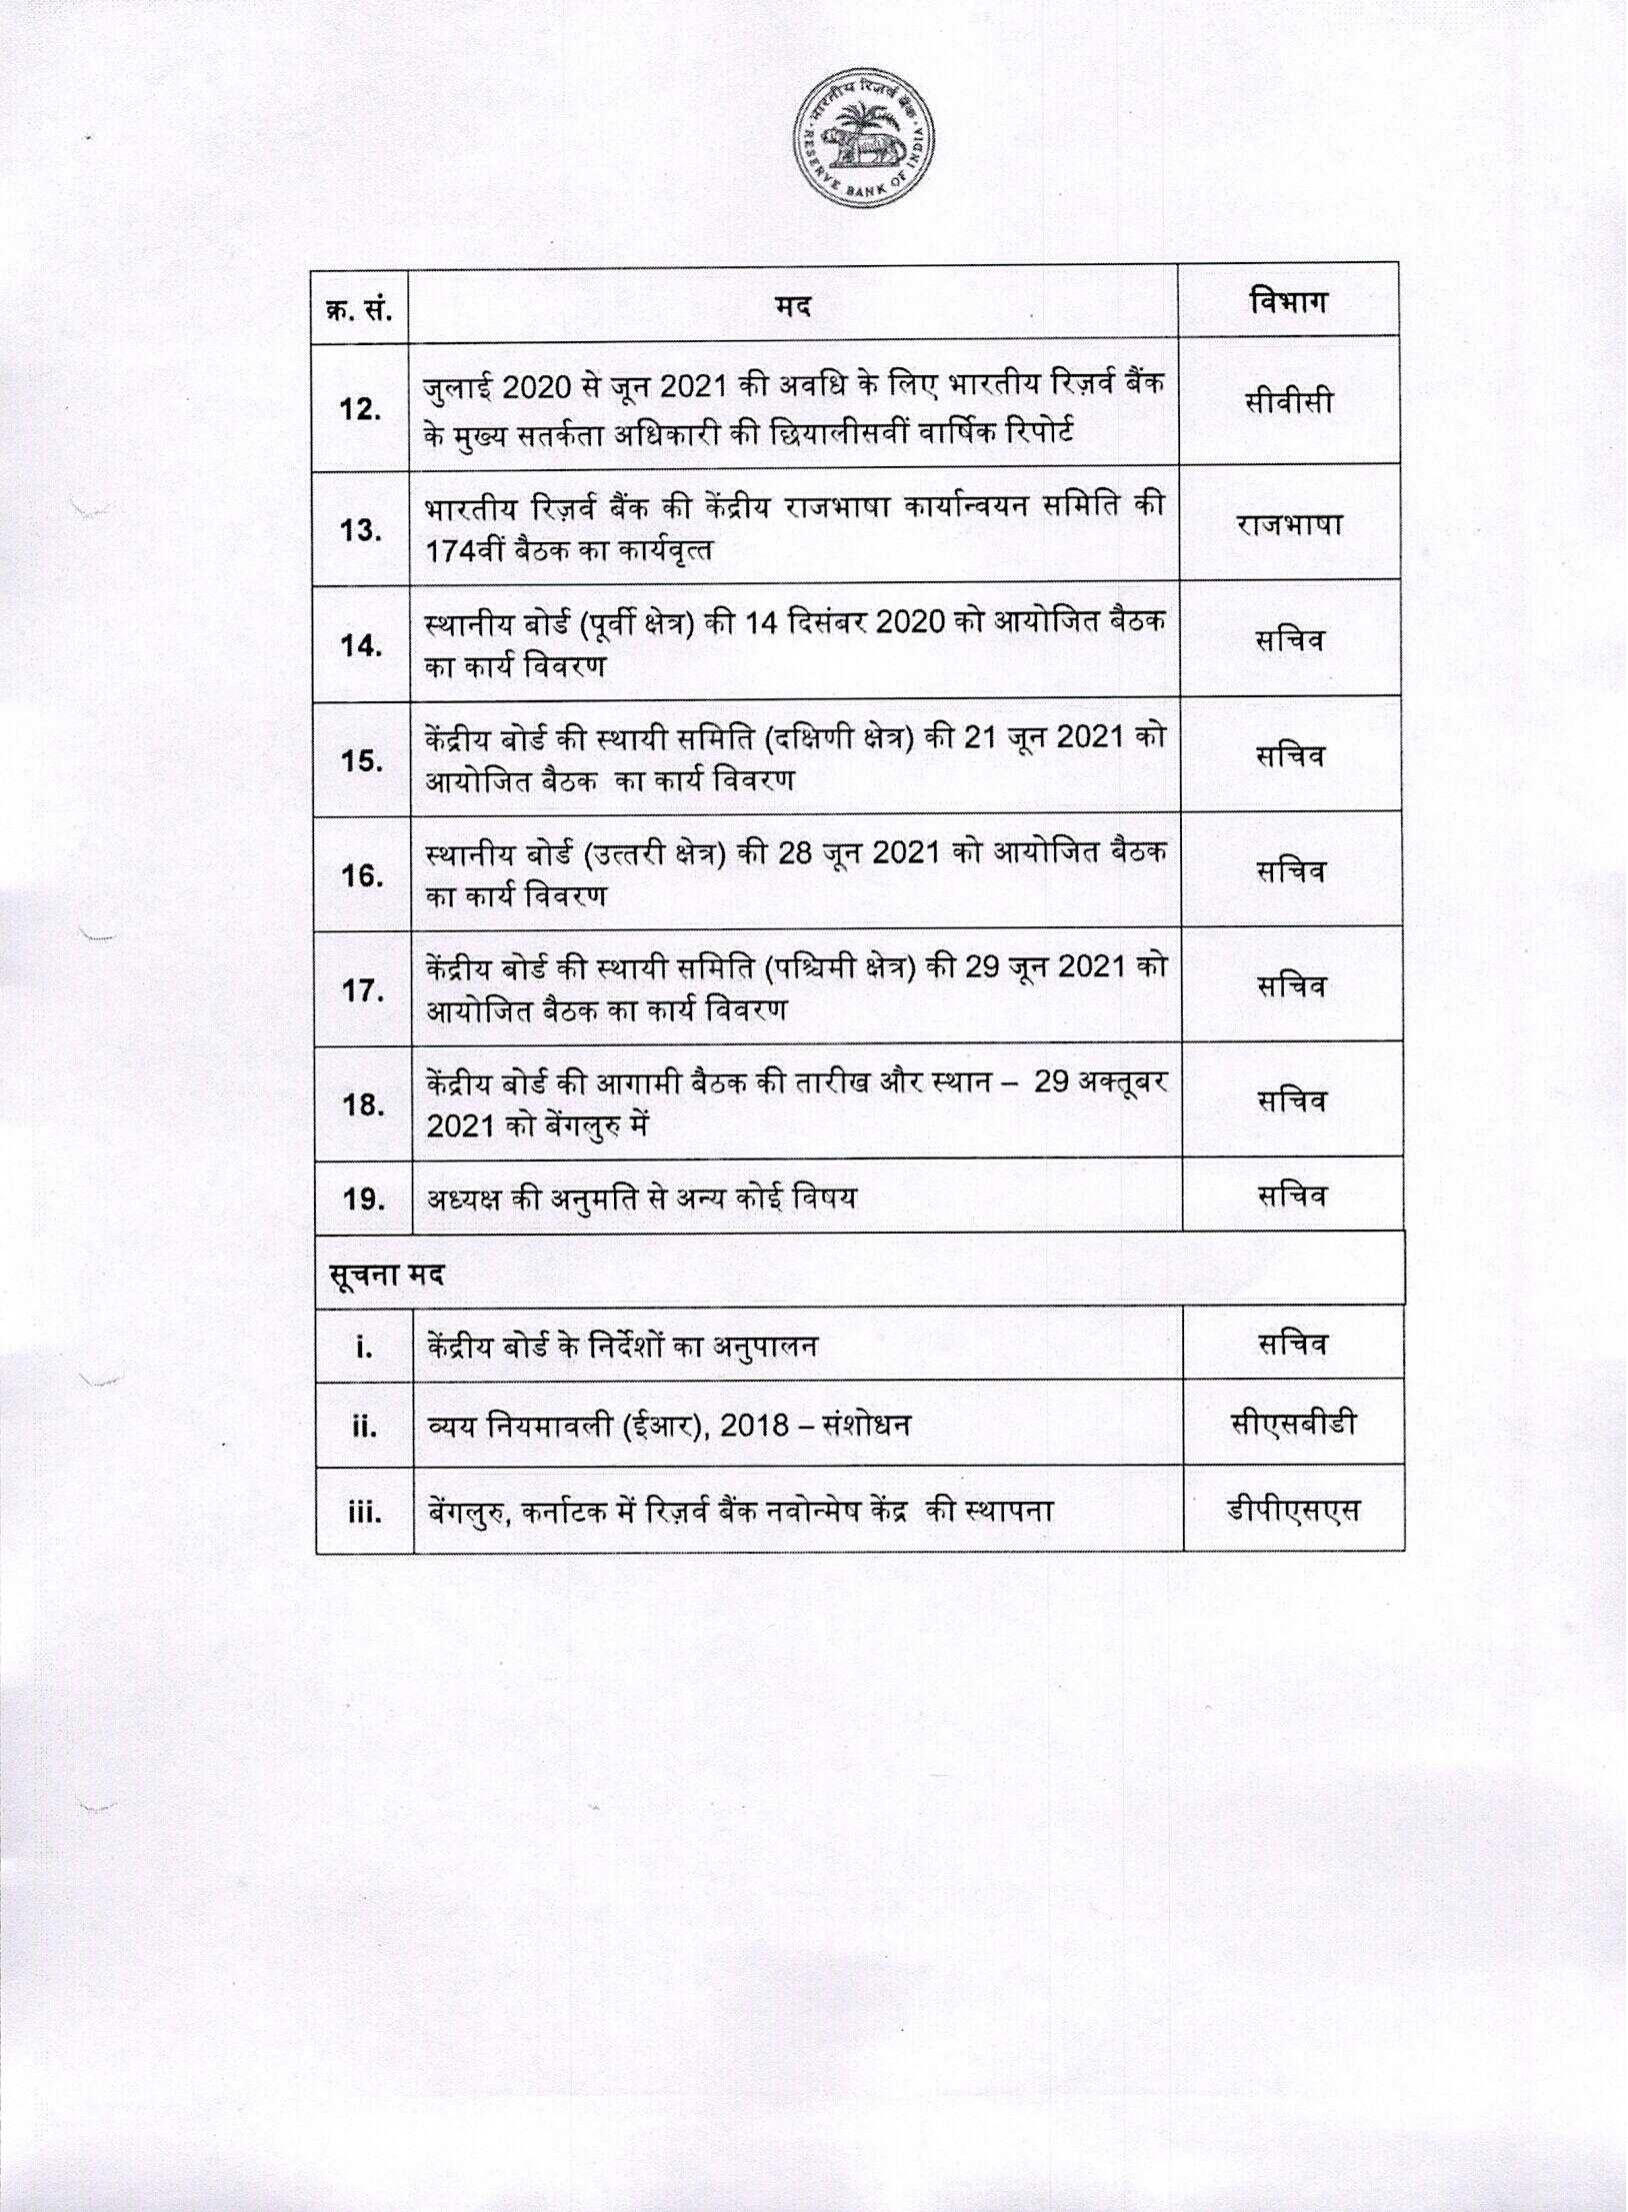 भारतीय रिज़र्व बैंक
RESERVE BANK OF INDIA
क्र. सं. मद विभाग
12. जुलाई 2020 से जून 2021 की अवधि के लिए भारतीय रिज़र्व बैंक सीवीसी
के मुख्य सतर्कता अधिकारी की छियालीसवीं वार्षिक रिपोर्ट
13. भारतीय रिज़र्व बैंक की केंद्रीय राजभाषा कार्यान्वयन समिति की राजभाषा
174वीं बैठक का कार्यवृत्त
14. स्थानीय बोर्ड (पूर्वी क्षेत्र) की 14 दिसंबर 2020 को आयोजित बैठक सचिव
का कार्य विवरण
15. केंद्रीय बोर्ड की स्थायी समिति (दक्षिणी क्षेत्र) की 21 जून 2021 को सचिव
आयोजित बैठक का कार्य विवरण
16. स्थानीय बोर्ड (उत्तरी क्षेत्र) की 28 जून 2021 को आयोजित बैठक सचिव
का कार्य विवरण
17. केंद्रीय बोर्ड की स्थायी समिति (पश्चिमी क्षेत्र) की 29 जून 2021 को सचिव
आयोजित बैठक का कार्य विवरण
18. केंद्रीय बोर्ड की आगामी बैठक की तारीख और स्थान – 29 अक्तूबर सचिव
2021 को बेंगलुरु में
19. अध्यक्ष की अनुमति से अन्य कोई विषय सचिव
सूचना मद
i. केंद्रीय बोर्ड के निर्देशों का अनुपालन सचिव
ii. व्यय नियमावली (ईआर), 2018 – संशोधन सीएसबीडी
iii. बेंगलुरु, कर्नाटक में रिज़र्व बैंक नवोन्मेष केंद्र की स्थापना डीपीएसएस